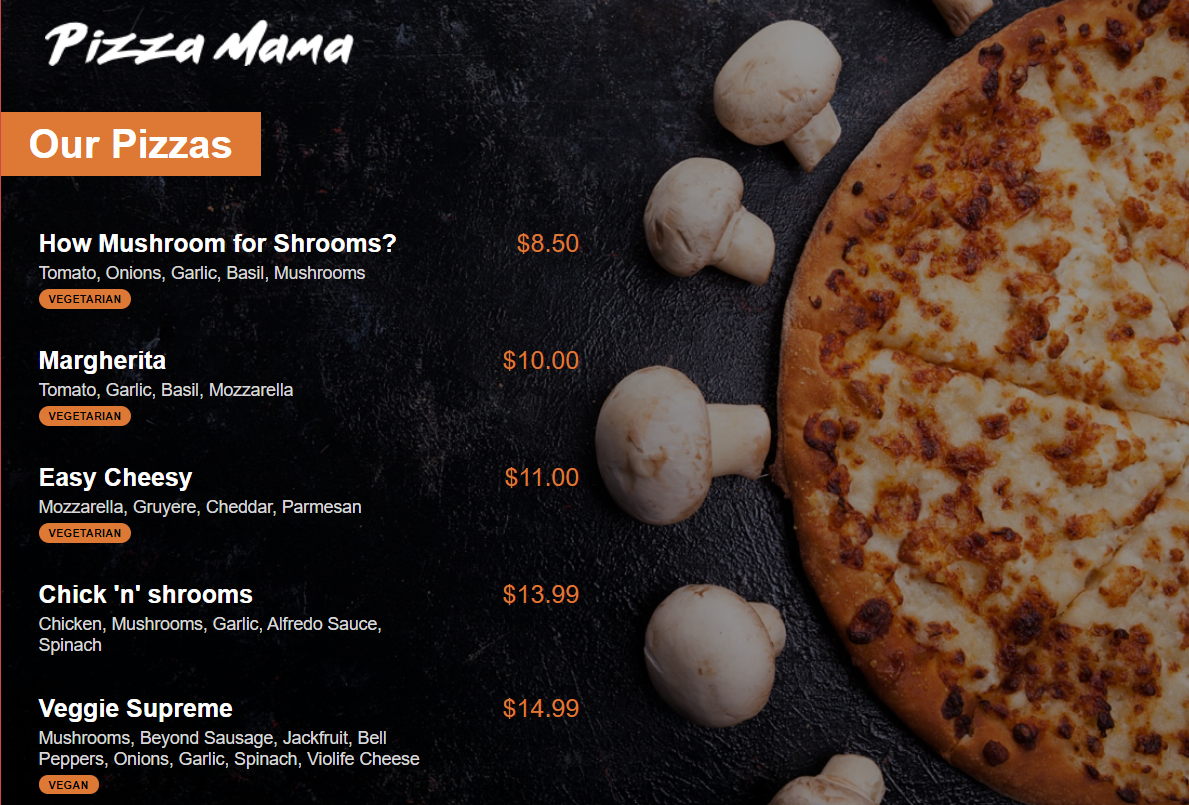 Pizza Mama
Our Pizzas
How Mushroom for Shrooms? $8.50
Tomato, Onions, Garlic, Basil, Mushrooms
VEGETARIAN
Margherita $10.00
Tomato, Garlic, Basil, Mozzarella
VEGETARIAN
Easy Cheesy $11.00
Mozzarella, Gruyere, Cheddar, Parmesan
VEGETARIAN
Chick 'n' shrooms $13.99
Chicken, Mushrooms, Garlic, Alfredo Sauce,
Spinach
Veggie Supreme $14.99
Mushrooms, Beyond Sausage, Jackfruit, Bell
Peppers, Onions, Garlic, Spinach, Violife Cheese
VEGAN